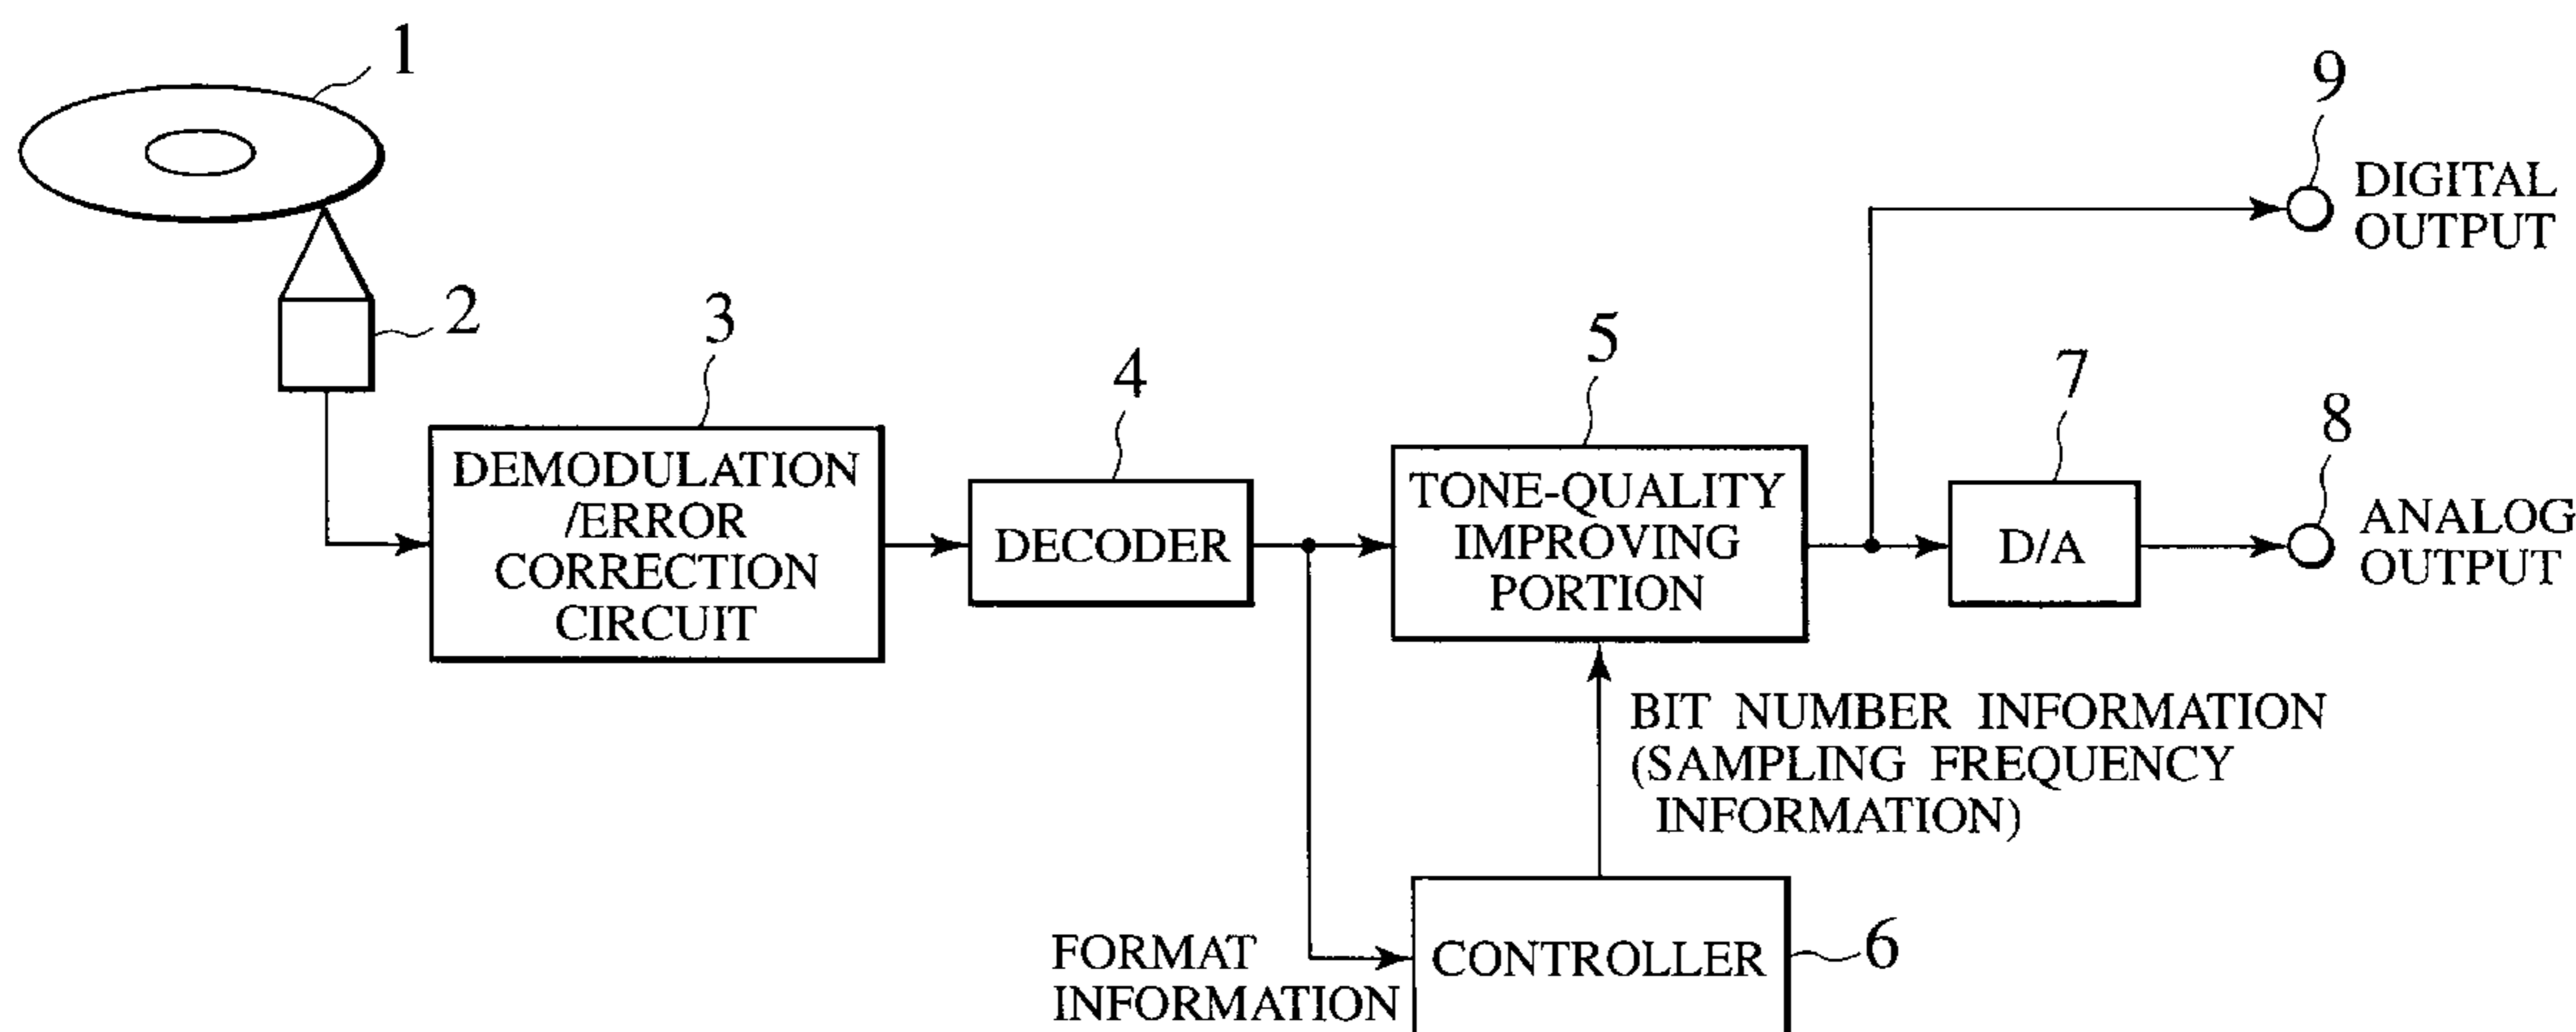 1
2
3
DEMODULATION
/ERROR
CORRECTION
CIRCUIT
4
DECODER
5
TONE-QUALITY
IMPROVING
PORTION
9
DIGITAL
OUTPUT
7
D/A
8
ANALOG
OUTPUT
BIT NUMBER INFORMATION
(SAMPLING FREQUENCY
INFORMATION)
FORMAT
INFORMATION
CONTROLLER
6